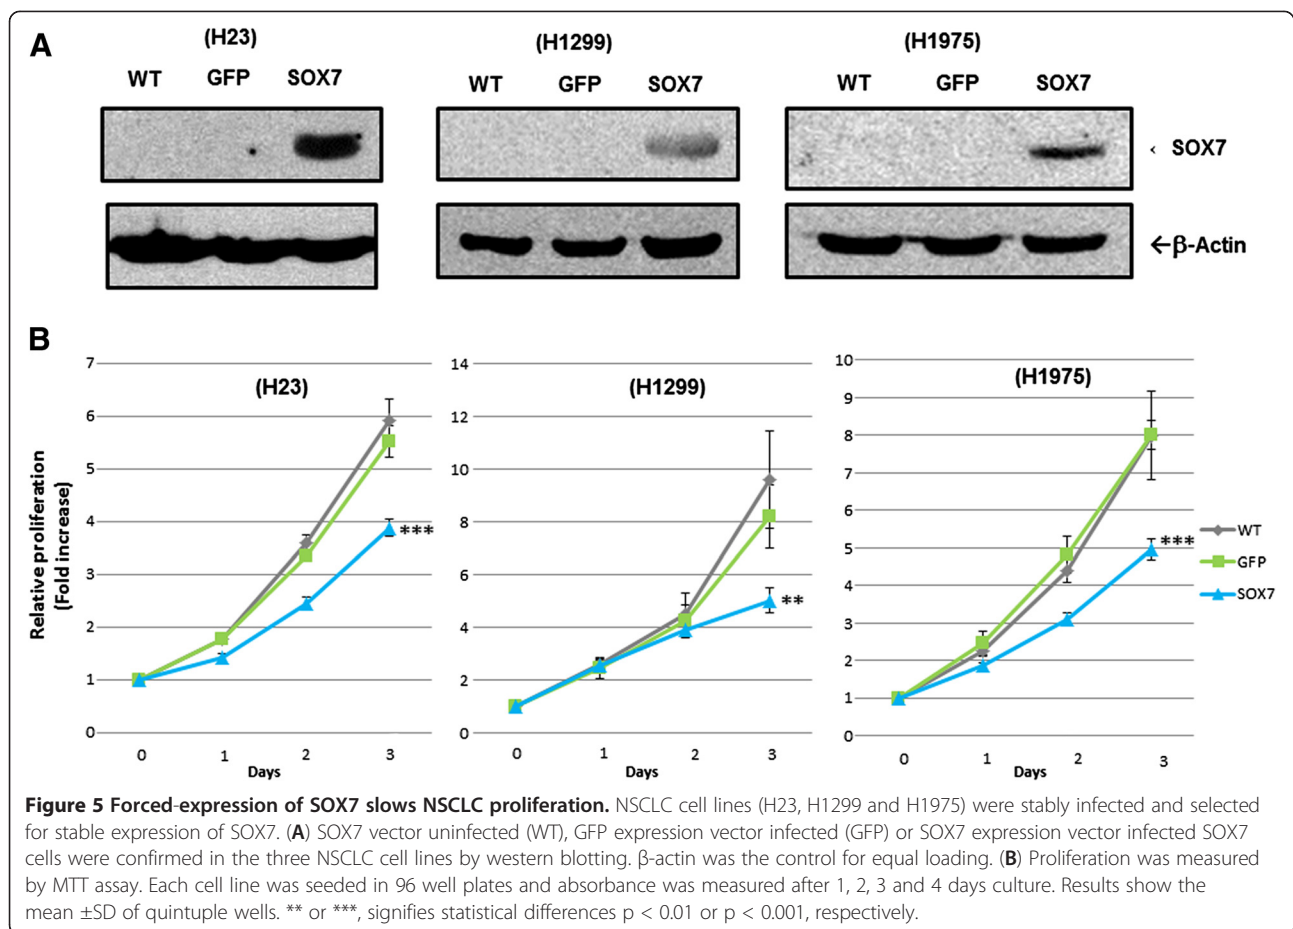 A
(H23)
(H1299)
(H1975)
WT GFP SOX7
WT GFP SOX7
WT GFP SOX7
‹ SOX7
←β-Actin
B
Relative proliferation
(Fold increase)
(H23)
7
6
5
4
3
2
1
0
***
0 1 2 3
Days
(H1299)
14
12
10
8
6
4
2
0
**
0 1 2 3
Days
(H1975)
10
9
8
7
6
5
4
3
2
1
0
***
0 1 2 3
Days
WT
GFP
SOX7
Figure 5 Forced-expression of SOX7 slows NSCLC proliferation. NSCLC cell lines (H23, H1299 and H1975) were stably infected and selected
for stable expression of SOX7. (A) SOX7 vector uninfected (WT), GFP expression vector infected (GFP) or SOX7 expression vector infected SOX7
cells were confirmed in the three NSCLC cell lines by western blotting. β-actin was the control for equal loading. (B) Proliferation was measured
by MTT assay. Each cell line was seeded in 96 well plates and absorbance was measured after 1, 2, 3 and 4 days culture. Results show the
mean ±SD of quintuple wells. ** or ***, signifies statistical differences p < 0.01 or p < 0.001, respectively.